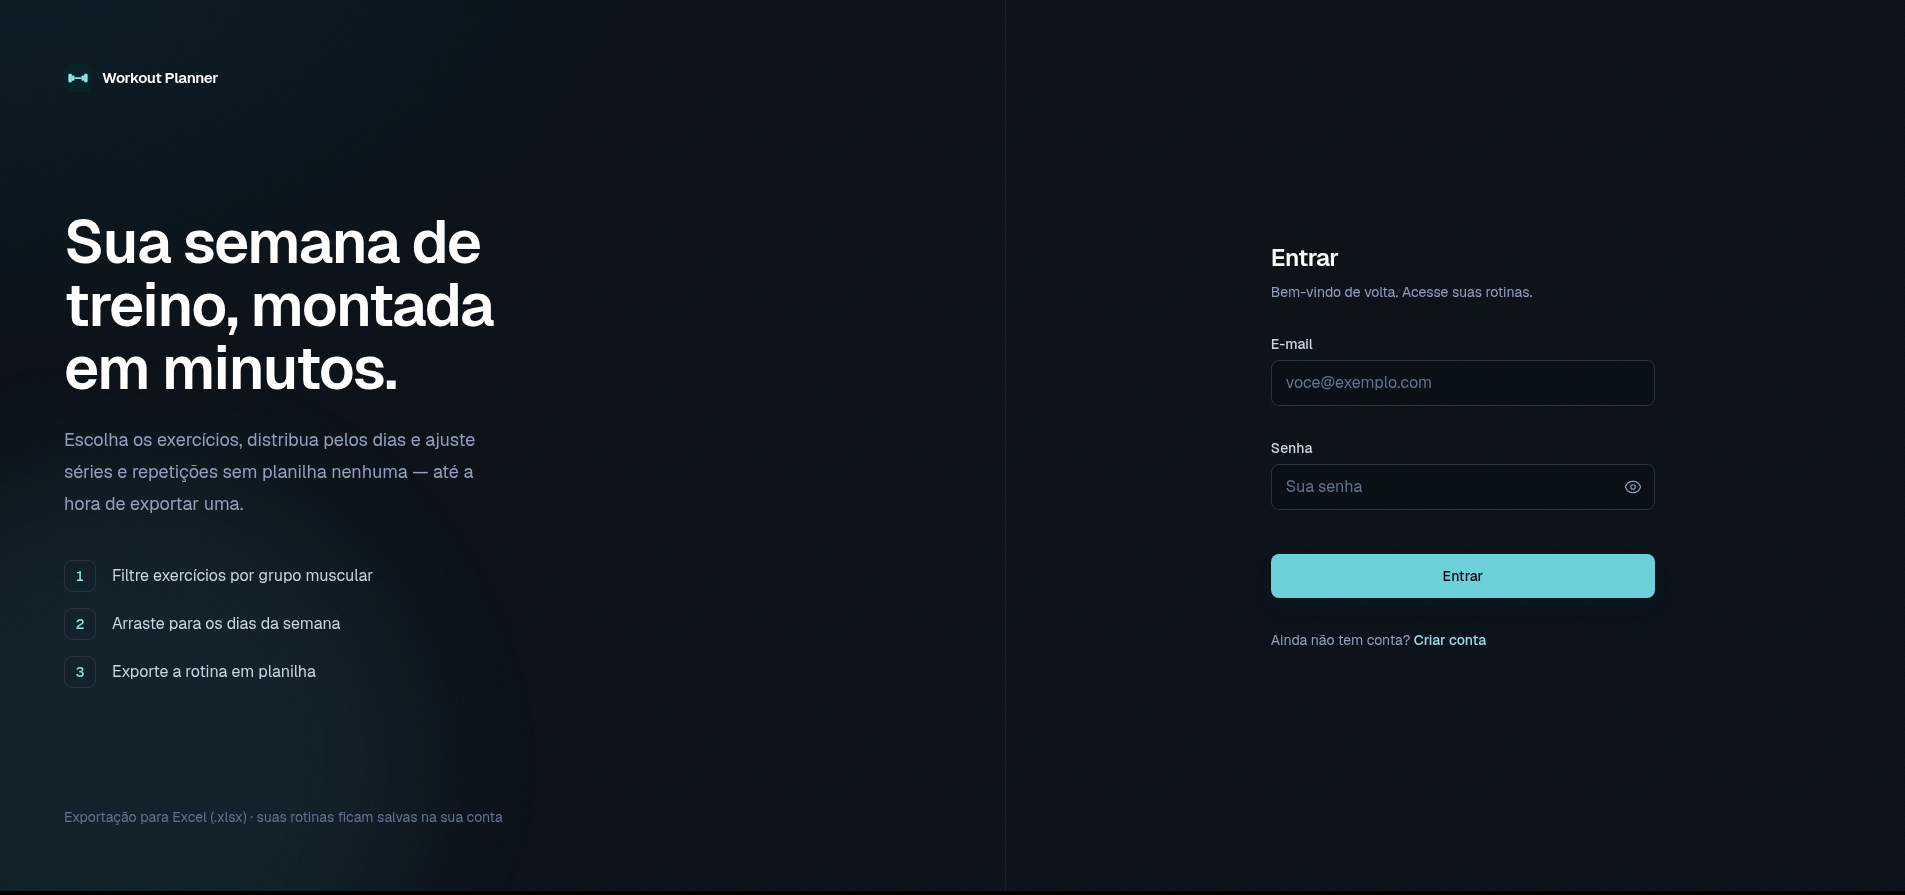 Workout Planner
Sua semana de
treino, montada
em minutos.
Escolha os exercícios, distribua pelos dias e ajuste
séries e repetições sem planilha nenhuma — até a
hora de exportar uma.
1 Filtre exercícios por grupo muscular
2 Arraste para os dias da semana
3 Exporte a rotina em planilha
Exportação para Excel (.xlsx) · suas rotinas ficam salvas na sua conta
Entrar
Bem-vindo de volta. Acesse suas rotinas.
E-mail
voce@exemplo.com
Senha
Sua senha
Entrar
Ainda não tem conta? Criar conta